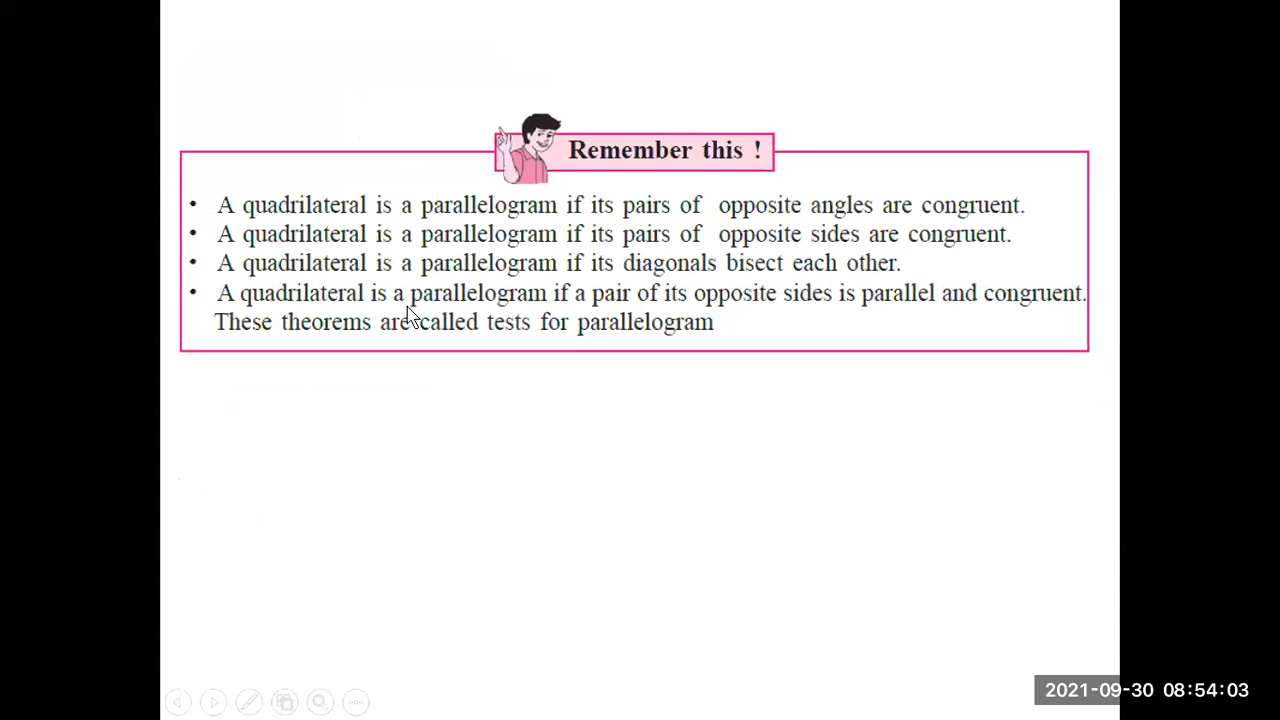 Remember this !
• A quadrilateral is a parallelogram if its pairs of opposite angles are congruent.
• A quadrilateral is a parallelogram if its pairs of opposite sides are congruent.
• A quadrilateral is a parallelogram if its diagonals bisect each other.
• A quadrilateral is a parallelogram if a pair of its opposite sides is parallel and congruent.
These theorems are called tests for parallelogram
2021-09-30 08:54:03